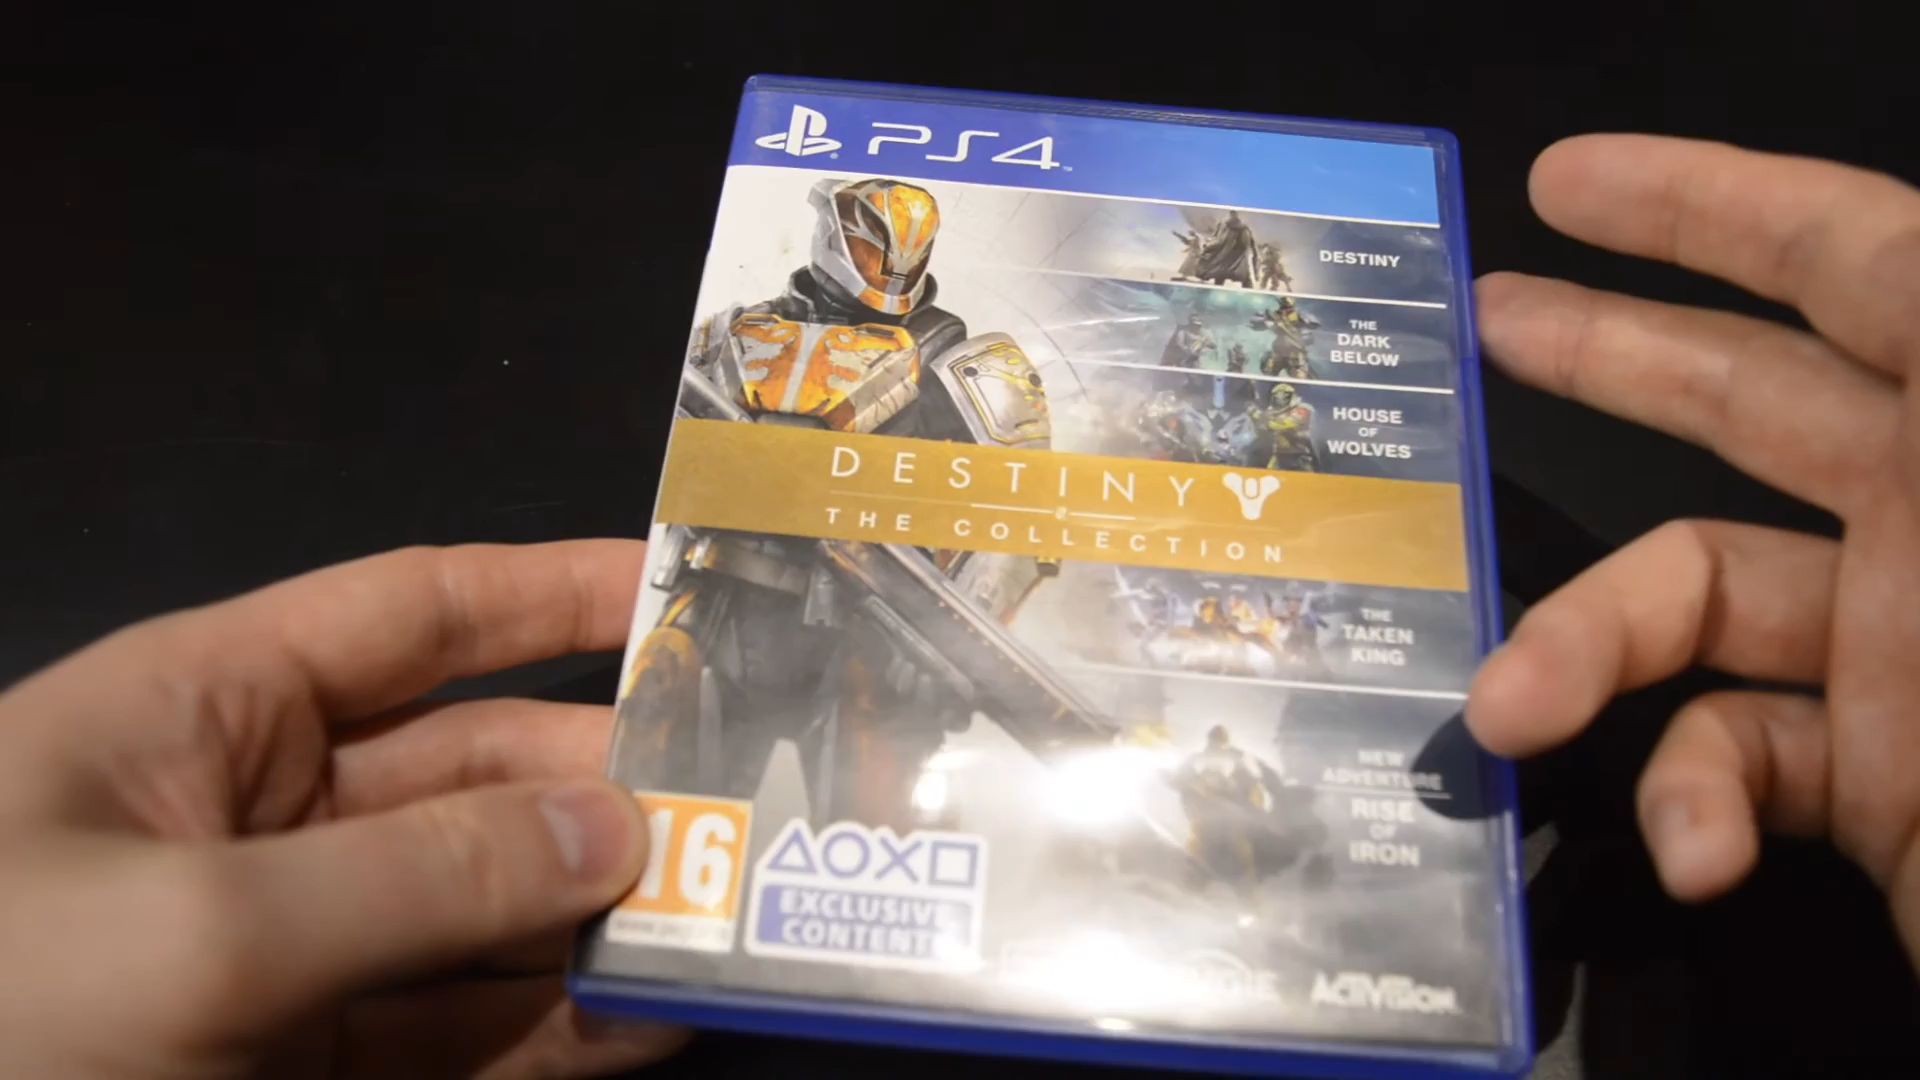 PS4
DESTINY
THE
DARK
BELOW
HOUSE
OF
WOLVES
DESTINY
THE COLLECTION
THE
TAKEN
KING
NEW
ADVENTURE
RISE
OF
IRON
16
EXCLUSIVE
CONTENT
ACTIVISION